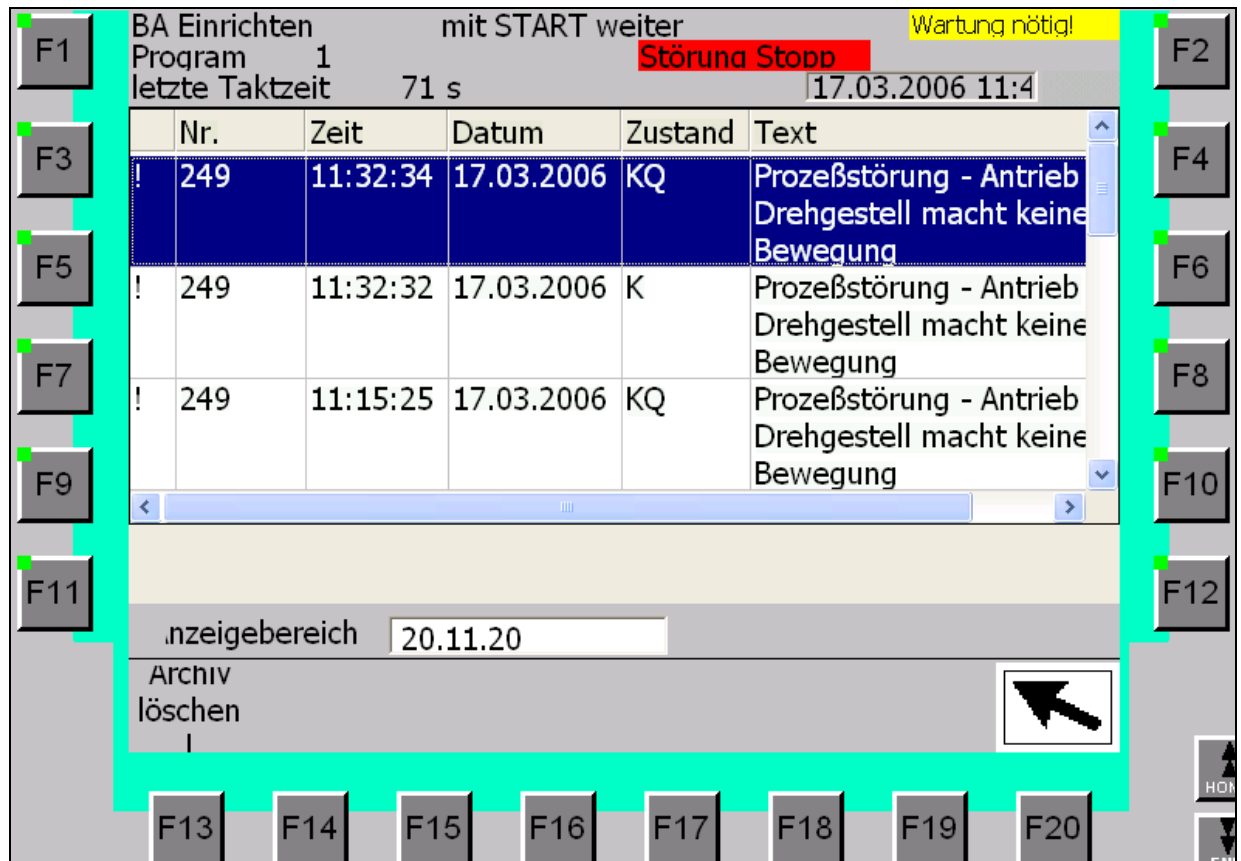 BA Einrichten mit START weiter Wartung nötig!
Program 1 Störung Stopp
letzte Taktzeit 71 s 17.03.2006 11:4
Nr. Zeit Datum Zustand Text
! 249 11:32:34 17.03.2006 KQ Prozeßstörung - Antrieb
Drehgestell macht keine
Bewegung
! 249 11:32:32 17.03.2006 K Prozeßstörung - Antrieb
Drehgestell macht keine
Bewegung
! 249 11:15:25 17.03.2006 KQ Prozeßstörung - Antrieb
Drehgestell macht keine
Bewegung
nzeigebereich 20.11.20
Archiv
löschen
F1
F2
F3
F4
F5
F6
F7
F8
F9
F10
F11
F12
F13 F14 F15 F16 F17 F18 F19 F20
HOM